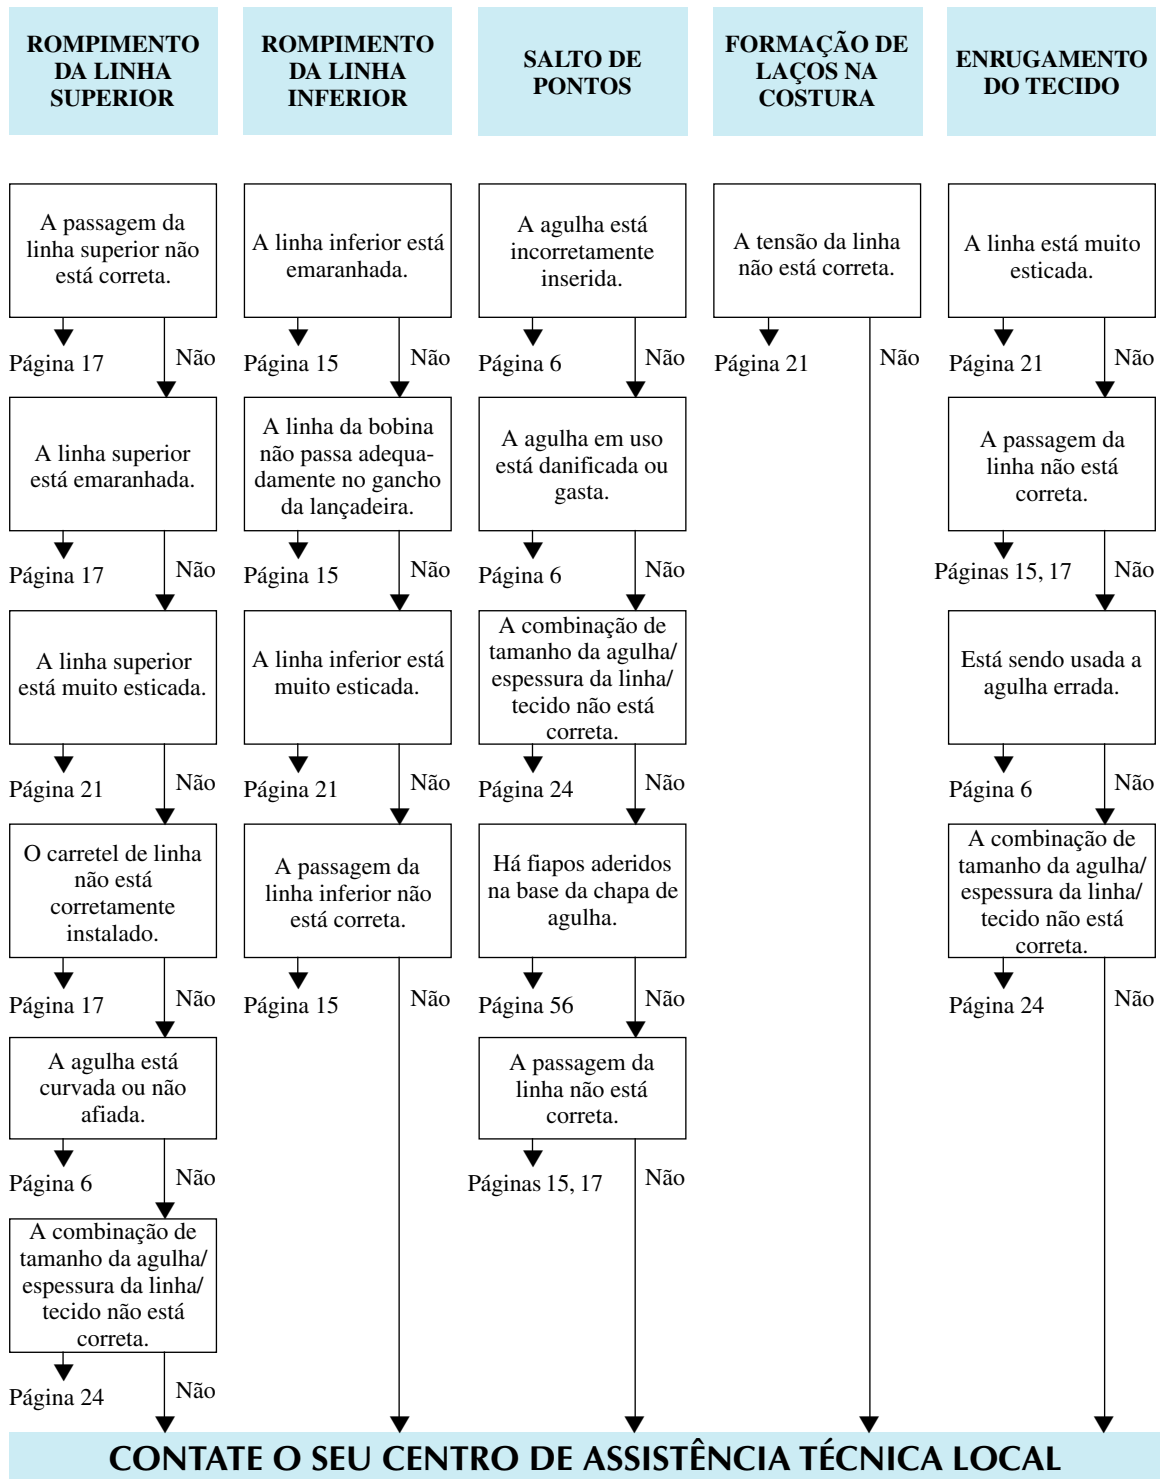 ROMPIMENTO
DA LINHA
SUPERIOR
A passagem da
linha superior não
está correta.
Página 17
Não
A linha superior
está emaranhada.
Página 17
Não
A linha superior
está muito esticada.
Página 21
Não
O carretel de linha
não está
corretamente
instalado.
Página 17
Não
A agulha está
curvada ou não
afiada.
Página 6
Não
A combinação de
tamanho da agulha/
espessura da linha/
tecido não está
correta.
Página 24
Não
ROMPIMENTO
DA LINHA
INFERIOR
A linha inferior está
emaranhada.
Página 15
Não
A linha da bobina
não passa adequa-
damente no gancho
da lançadeira.
Página 15
Não
A linha inferior está
muito esticada.
Página 21
Não
A passagem da
linha inferior não
está correta.
Página 15
Não
SALTO DE
PONTOS
A agulha está
incorretamente
inserida.
Página 6
Não
A agulha em uso
está danificada ou
gasta.
Página 6
Não
A combinação de
tamanho da agulha/
espessura da linha/
tecido não está
correta.
Página 24
Não
Há fiapos aderidos
na base da chapa de
agulha.
Página 56
Não
A passagem da
linha não está
correta.
Páginas 15, 17
Não
FORMAÇÃO DE
LAÇOS NA
COSTURA
A tensão da linha
não está correta.
Página 21
Não
ENRUGAMENTO
DO TECIDO
A linha está muito
esticada.
Página 21
Não
A passagem da
linha não está
correta.
Páginas 15, 17
Não
Está sendo usada a
agulha errada.
Página 6
Não
A combinação de
tamanho da agulha/
espessura da linha/
tecido não está
correta.
Página 24
Não
CONTATE O SEU CENTRO DE ASSISTÊNCIA TÉCNICA LOCAL